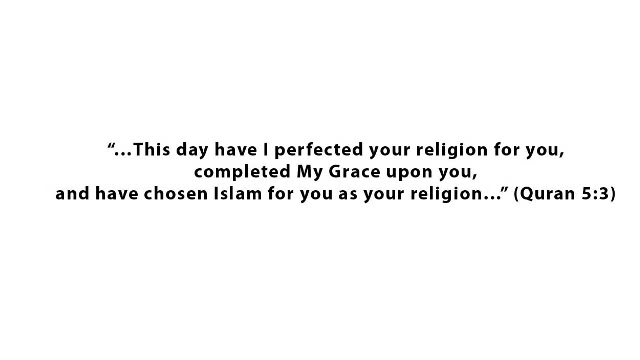 “...This day have I perfected your religion for you,
completed My Grace upon you,
and have chosen Islam for you as your religion...” (Quran 5:3)